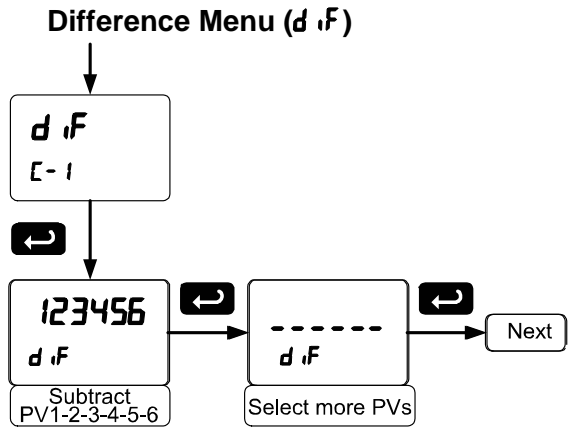 Difference Menu (d iF)
d iF
C-1
123456
d iF
Subtract
PV1-2-3-4-5-6
------
d iF
Select more PVs
Next